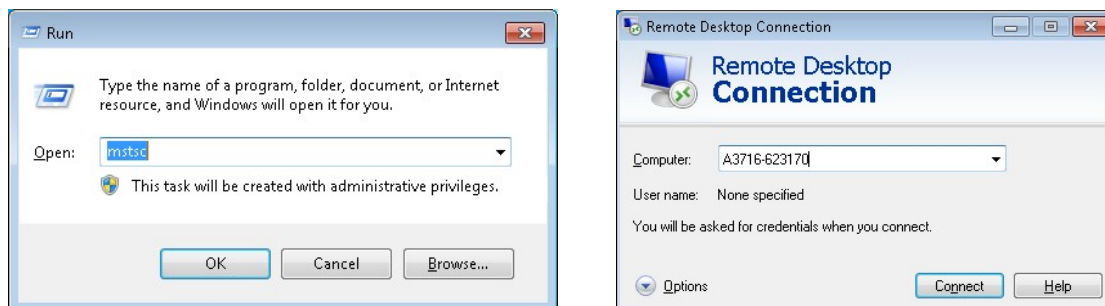 Run
Type the name of a program, folder, document, or Internet
resource, and Windows will open it for you.
Open: mstsc
This task will be created with administrative privileges.
OK Cancel Browse...
Remote Desktop Connection
Remote Desktop
Connection
Computer: A3716-623170
User name: None specified
You will be asked for credentials when you connect.
Options Connect Help